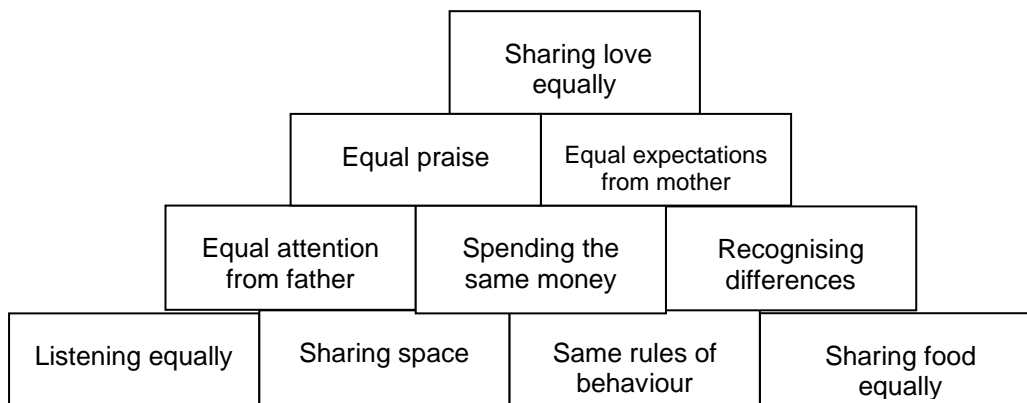 Sharing love
equally
Equal praise
Equal expectations
from mother
Equal attention
from father
Spending the
same money
Recognising
differences
Listening equally
Sharing space
Same rules of
behaviour
Sharing food
equally